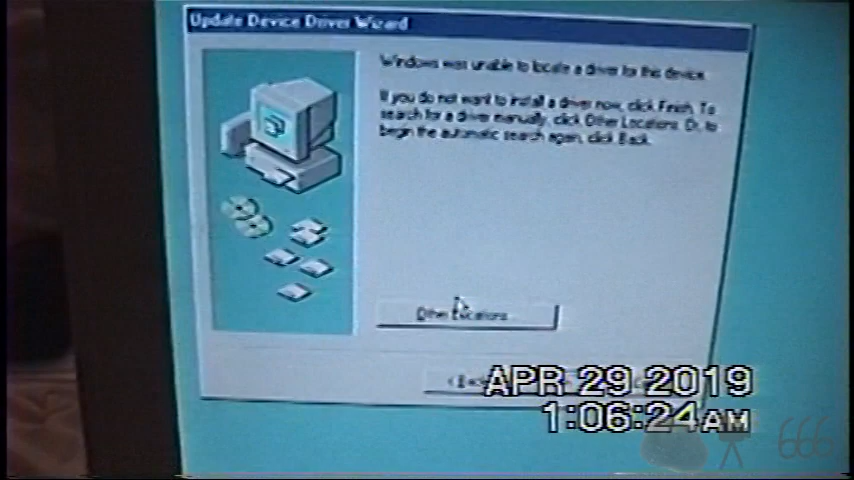 Update Device Driver Wizard
Windows was unable to locate a driver for this device.
If you do not want to install a driver now, click Finish. To
search for a driver manually, click Other Locations. Or, to
begin the automatic search again, click Back.
Other Locations...
< Back
APR 29 2019
1:06:24AM
666